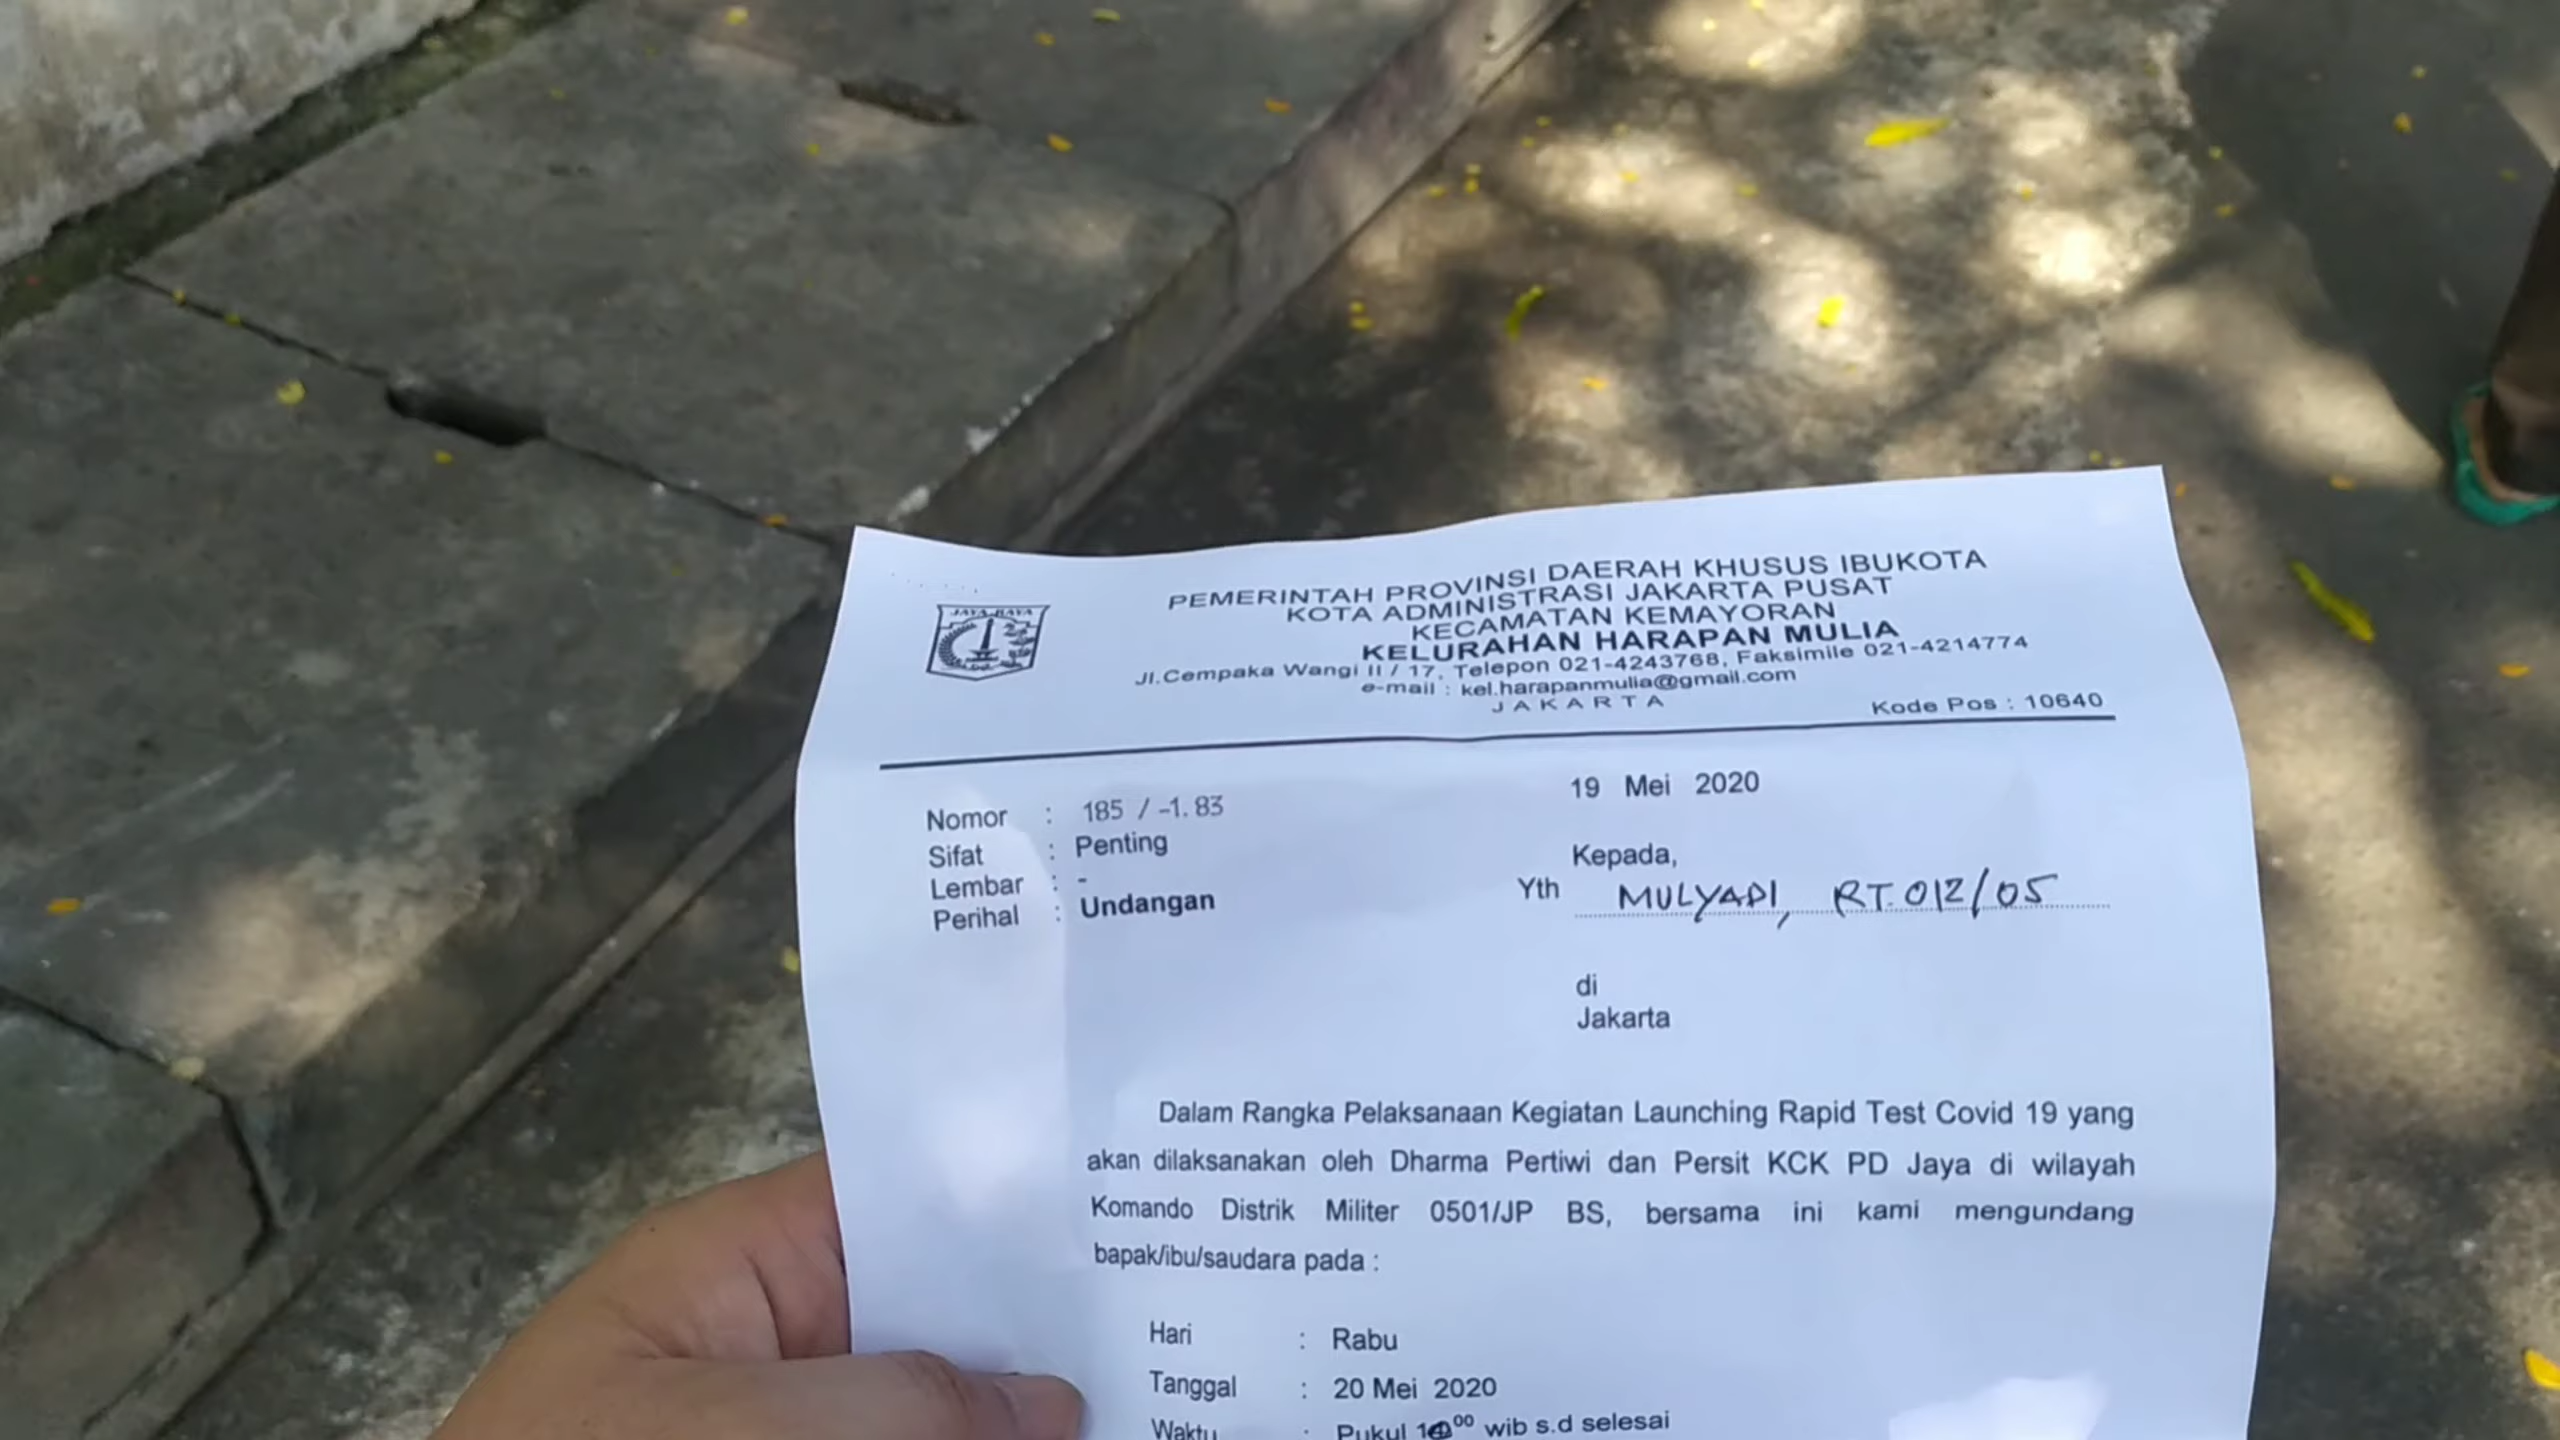 JAYA RAYA
PEMERINTAH PROVINSI DAERAH KHUSUS IBUKOTA
KOTA ADMINISTRASI JAKARTA PUSAT
KECAMATAN KEMAYORAN
KELURAHAN HARAPAN MULIA
Jl.Cempaka Wangi II / 17, Telepon 021-4243768, Faksimile 021-4214774
e-mail : kel.harapanmulia@gmail.com
JAKARTA
Kode Pos : 10640
19 Mei 2020
Nomor : 185 / -1.83
Sifat : Penting
Lembar : -
Perihal : Undangan
Kepada,
Yth MULYADI, RT.012/05
di
Jakarta
Dalam Rangka Pelaksanaan Kegiatan Launching Rapid Test Covid 19 yang
akan dilaksanakan oleh Dharma Pertiwi dan Persit KCK PD Jaya di wilayah
Komando Distrik Militer 0501/JP BS, bersama ini kami mengundang
bapak/ibu/saudara pada :
Hari : Rabu
Tanggal : 20 Mei 2020
Waktu : Pukul wib s.d selesai